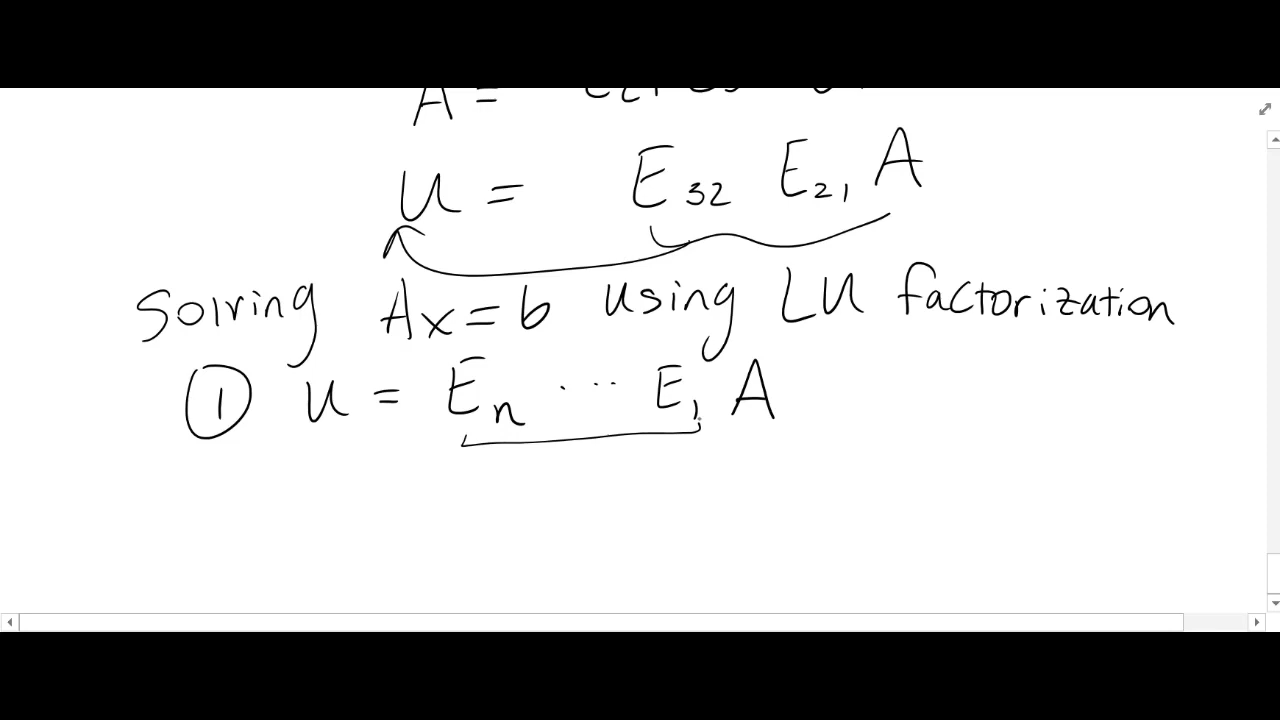 A =
U = E32 E21 A
Solving Ax = b using LU factorization
① U = En ... E1 A